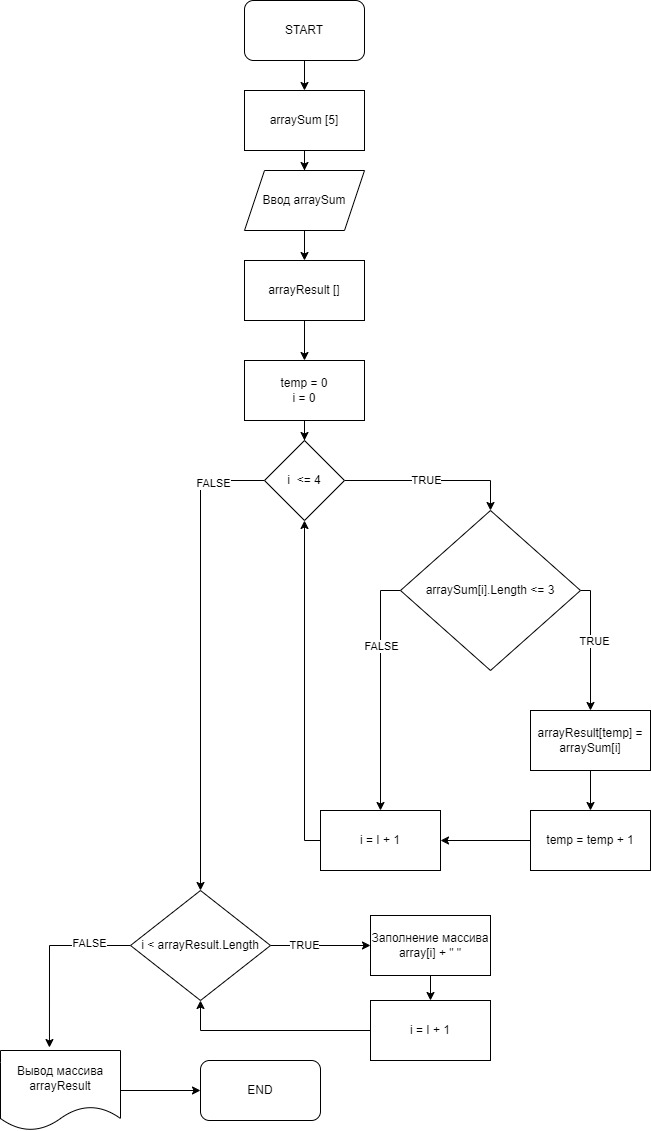 START
arraySum [5]
Ввод arraySum
arrayResult []
temp = 0
i = 0
i  <= 4
FALSE
TRUE
arraySum[i].Length <= 3
FALSE
TRUE
arrayResult[temp] =
arraySum[i]
temp = temp + 1
i = I + 1
i < arrayResult.Length
FALSE
TRUE
Заполнение массива
array[i] + " "
i = I + 1
Вывод массива
arrayResult
END